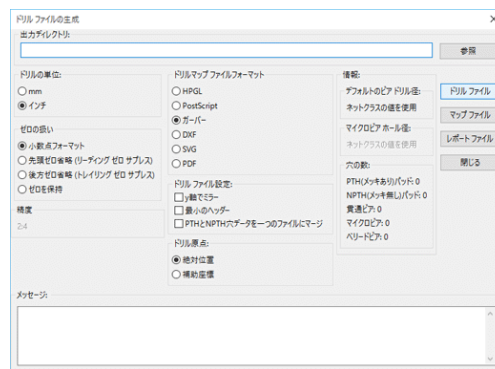 ドリル ファイルの生成
出力ディレクトリ:
参照
ドリルの単位:
mm
インチ
ゼロの扱い
小数点フォーマット
先頭ゼロ省略 (リーディング ゼロ サプレス)
後方ゼロ省略 (トレイリング ゼロ サプレス)
ゼロを保持
精度
2:4
ドリルマップ ファイルフォーマット
HPGL
PostScript
ガーバー
DXF
SVG
PDF
ドリル ファイル設定:
y軸でミラー
最小のヘッダー
PTHとNPTH穴データを一つのファイルにマージ
ドリル原点:
絶対位置
補助座標
情報:
デフォルトのビア ドリル径:
ネットクラスの値を使用
マイクロビア ホール径:
ネットクラスの値を使用
穴の数:
PTH(メッキあり)パッド: 0
NPTH(メッキ無し)パッド: 0
貫通ビア: 0
マイクロビア: 0
ベリードビア: 0
ドリル ファイル
マップ ファイル
レポートファイル
閉じる
メッセージ: